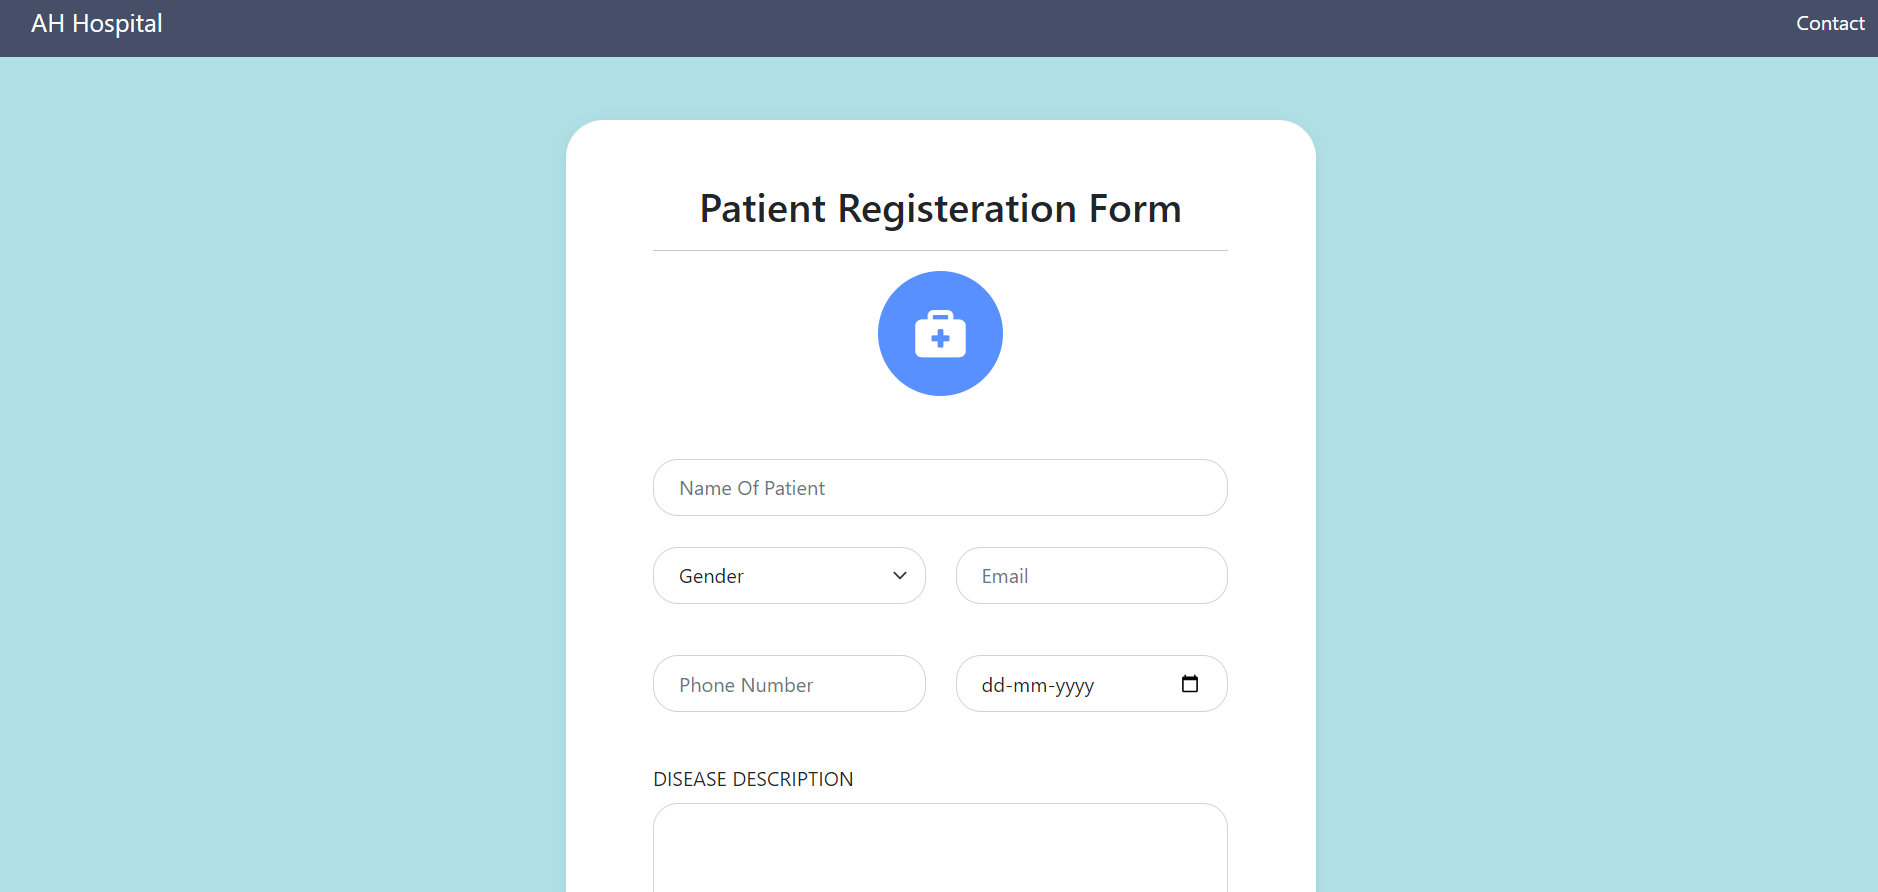 AH Hospital
Contact
Patient Registeration Form
Name Of Patient
Gender
Email
Phone Number
dd-mm-yyyy
DISEASE DESCRIPTION